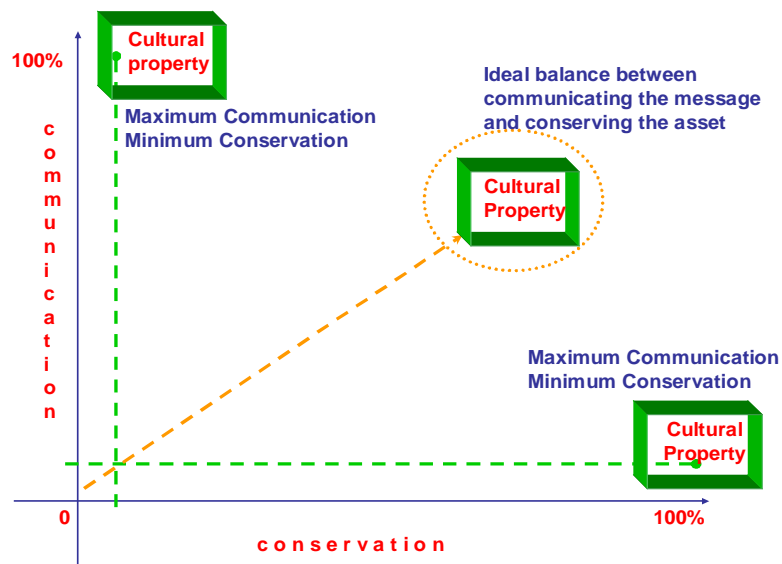 Cultural
property
100%
Maximum Communication
Minimum Conservation
Ideal balance between
communicating the message
and conserving the asset
Cultural
Property
communication
Maximum Communication
Minimum Conservation
Cultural
Property
0
100%
conservation